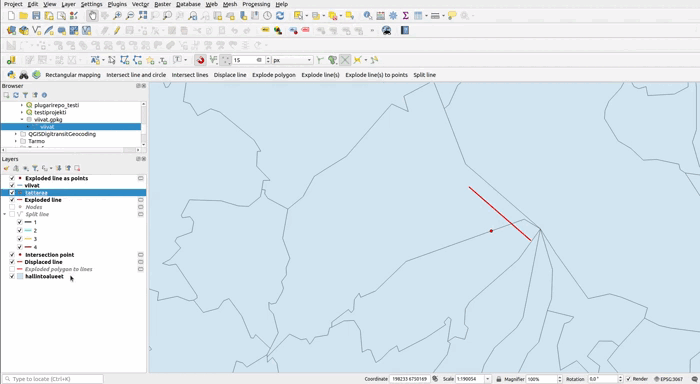 Project Edit View Layer Settings Plugins Vector Raster Database Web Mesh Processing Help
15 px
Rectangular mapping Intersect line and circle Intersect lines Displace line Explode polygon Explode line(s) Explode line(s) to points Split line
Browser
plugarirepo_testi
testiprojekti
viivat.gpkg
viivat
QGISDigitransitGeocoding
Tarmo
Layers
Exploded line as points
viivat
Exploded line
Nodes
Split line
1
2
3
4
Intersection point
Displaced line
Exploded polygon to lines
hallintoalueet
Type to locate (Ctrl+K)
Coordinate 198233 6750169 Scale 1:190054 Magnifier 100% Rotation 0,0 ° Render EPSG:3067